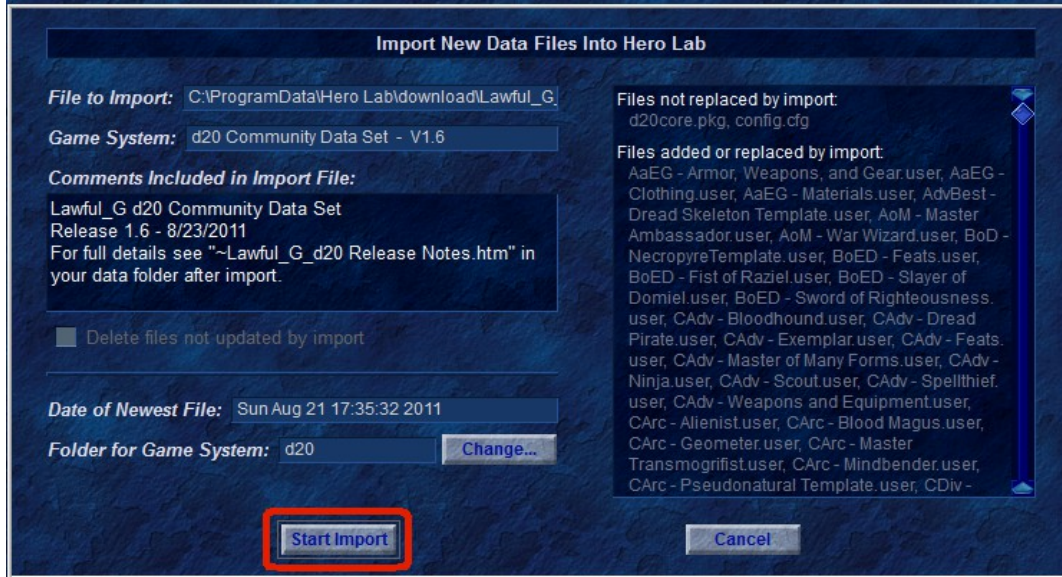 Import New Data Files Into Hero Lab
File to Import: C:\ProgramData\Hero Lab\download\Lawful_G_
Game System: d20 Community Data Set - V1.6
Comments Included in Import File:
Lawful_G d20 Community Data Set
Release 1.6 - 8/23/2011
For full details see "~Lawful_G_d20 Release Notes.htm" in
your data folder after import.
Delete files not updated by import
Date of Newest File: Sun Aug 21 17:35:32 2011
Folder for Game System: d20 Change...
Files not replaced by import:
d20core.pkg, config.cfg
Files added or replaced by import:
AaEG - Armor, Weapons, and Gear.user, AaEG -
Clothing.user, AaEG - Materials.user, AdvBest -
Dread Skeleton Template.user, AoM - Master
Ambassador.user, AoM - War Wizard.user, BoD -
NecropyreTemplate.user, BoED - Feats.user,
BoED - Fist of Raziel.user, BoED - Slayer of
Domiel.user, BoED - Sword of Righteousness.
user, CAdv - Bloodhound.user, CAdv - Dread
Pirate.user, CAdv - Exemplar.user, CAdv - Feats.
user, CAdv - Master of Many Forms.user, CAdv -
Ninja.user, CAdv - Scout.user, CAdv - Spellthief.
user, CAdv - Weapons and Equipment.user,
CArc - Alienist.user, CArc - Blood Magus.user,
CArc - Geometer.user, CArc - Master
Transmogrifist.user, CArc - Mindbender.user,
CArc - Pseudonatural Template.user, CDiv -
Start Import
Cancel